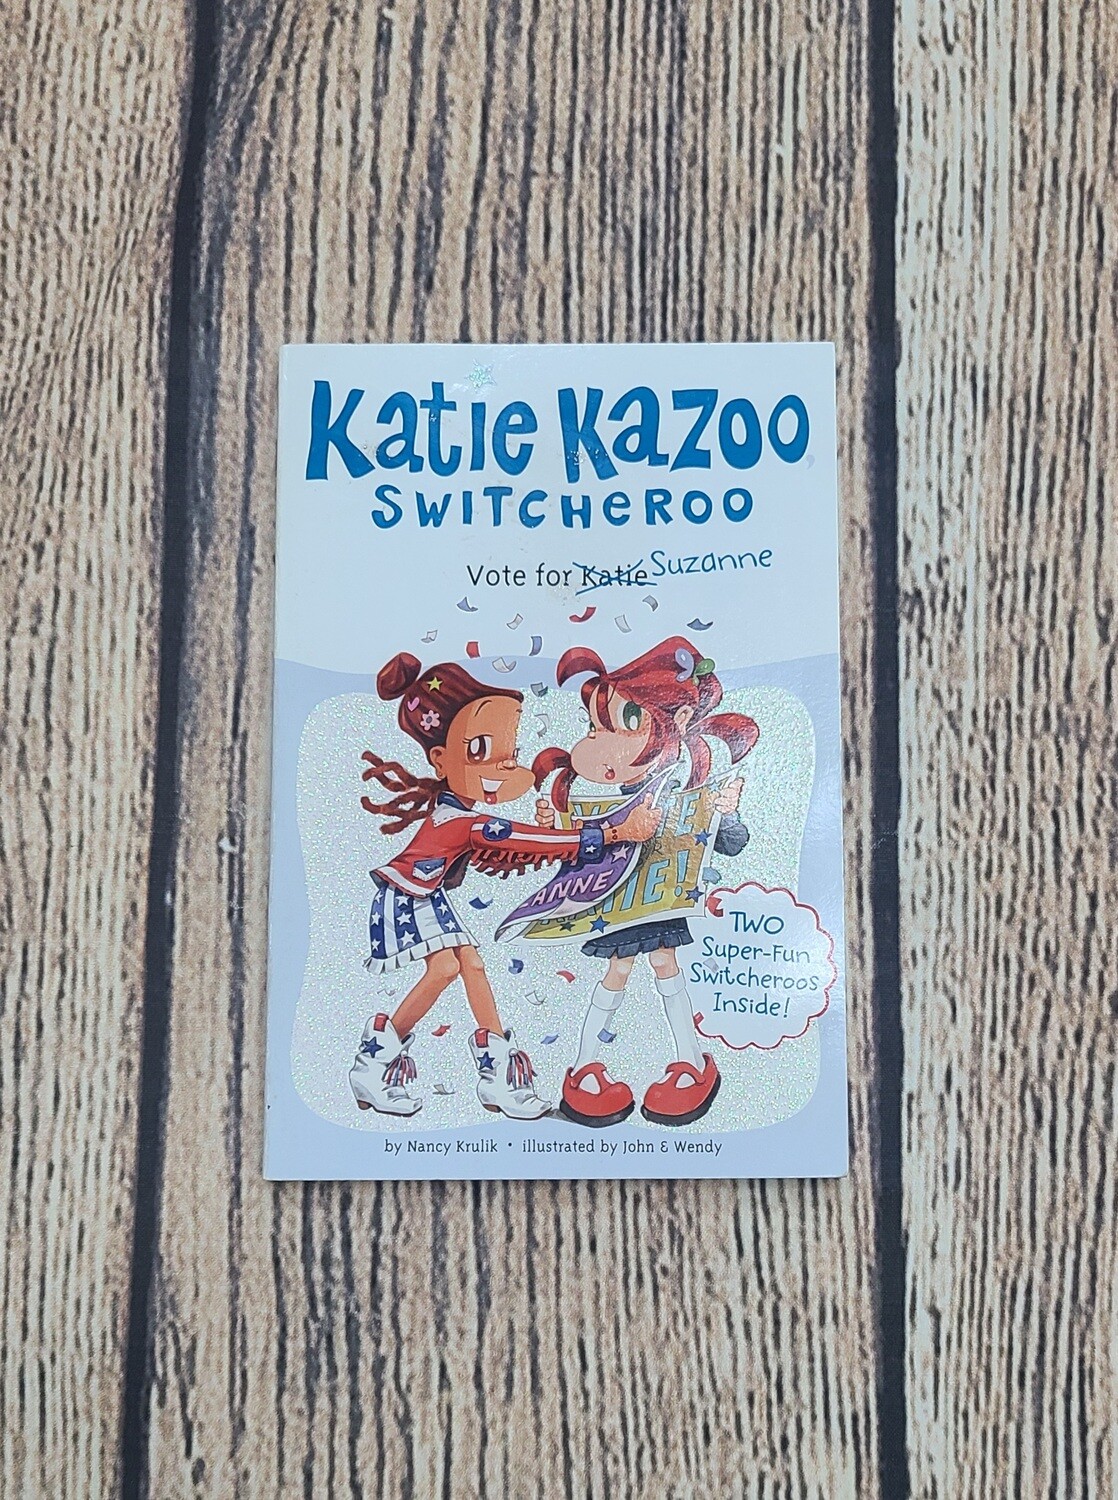 Katie Kazoo,
SWITCHEROO
Vote for Katie Suzanne
ANNE
TWO
Super-Fun
Switcheroos
Inside!
by Nancy Krulik • illustrated by John & Wendy